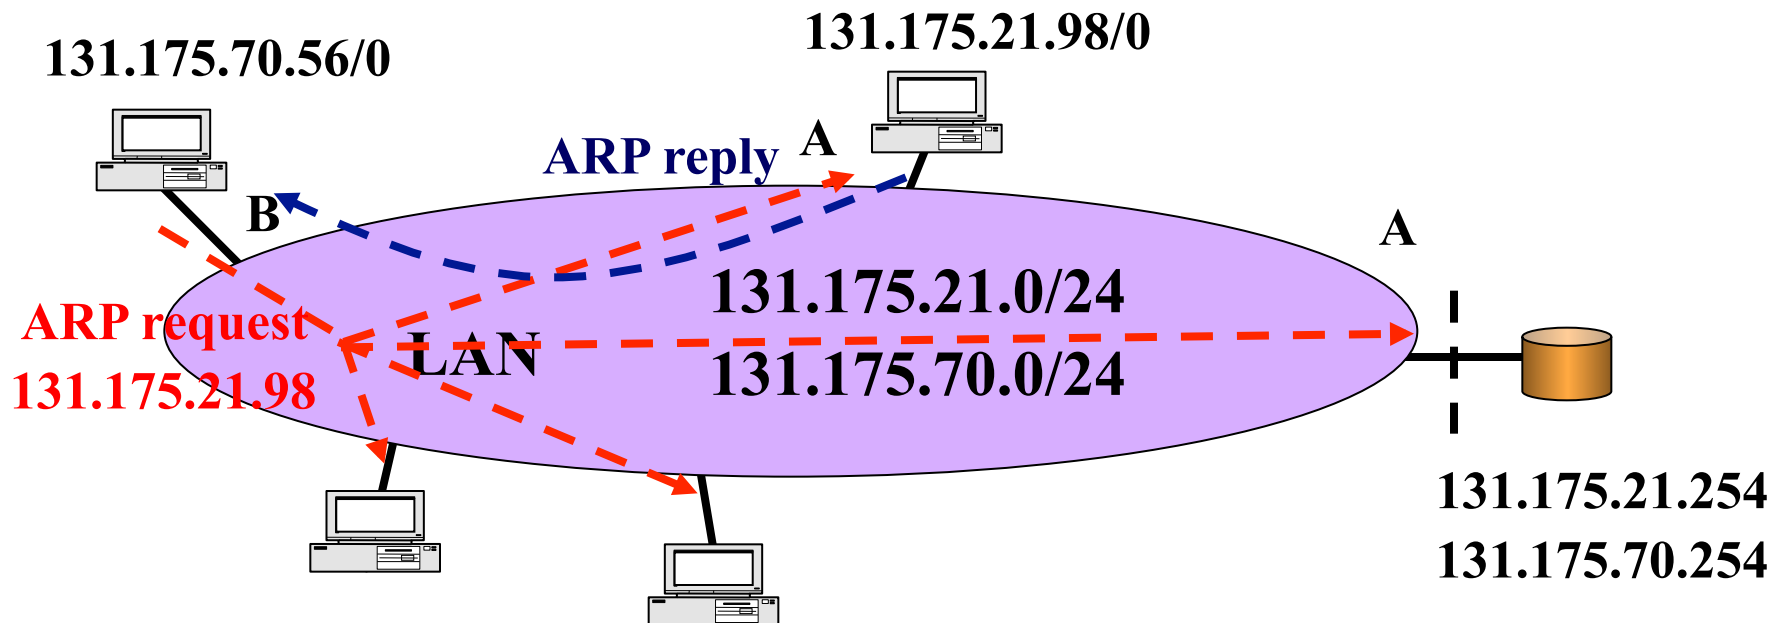 131.175.70.56/0
131.175.21.98/0
ARP reply
A
B
A
131.175.21.0/24
ARP request
LAN
131.175.70.0/24
131.175.21.98
131.175.21.254
131.175.70.254